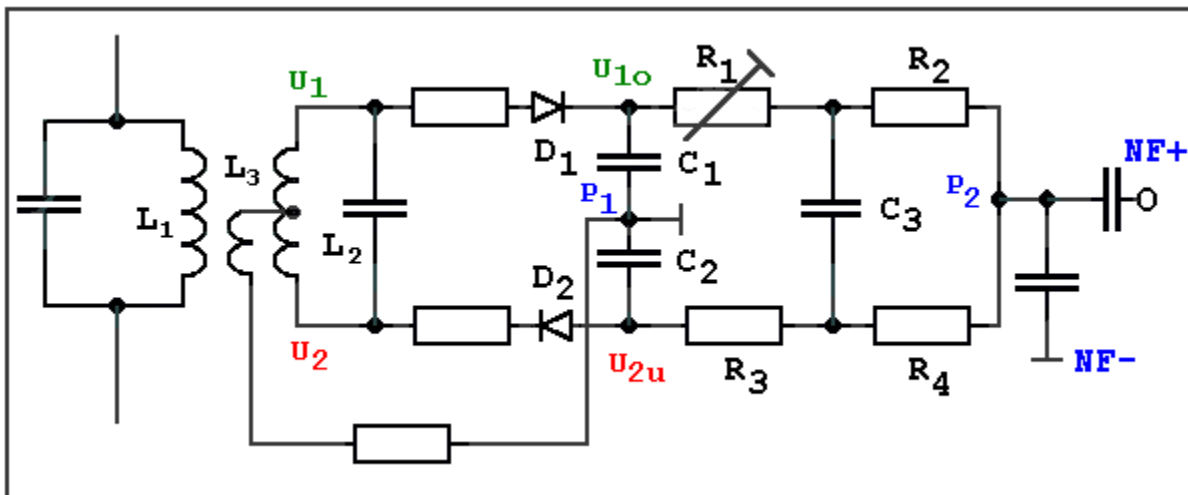 U1
U1o
R1
R2
D1
C1
NF+
L3
P1
P2
L1
L2
C3
D2
C2
U2
U2u
R3
R4
NF-